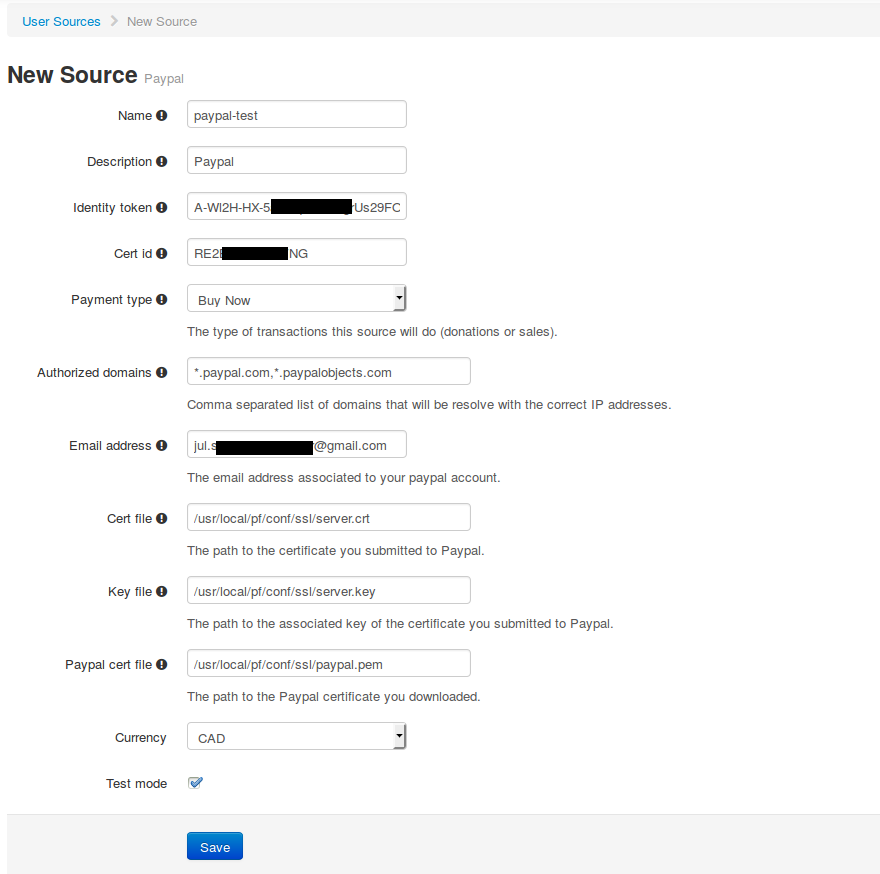 User Sources New Source
New Source Paypal
Name paypal-test
Description Paypal
Identity token A-WI2H-HX-5 Us29FC
Cert id RE2 NG
Payment type Buy Now
The type of transactions this source will do (donations or sales).
Authorized domains *.paypal.com,*.paypalobjects.com
Comma separated list of domains that will be resolve with the correct IP addresses.
Email address jul.s @gmail.com
The email address associated to your paypal account.
Cert file /usr/local/pf/conf/ssl/server.crt
The path to the certificate you submitted to Paypal.
Key file /usr/local/pf/conf/ssl/server.key
The path to the associated key of the certificate you submitted to Paypal.
Paypal cert file /usr/local/pf/conf/ssl/paypal.pem
The path to the Paypal certificate you downloaded.
Currency CAD
Test mode
Save